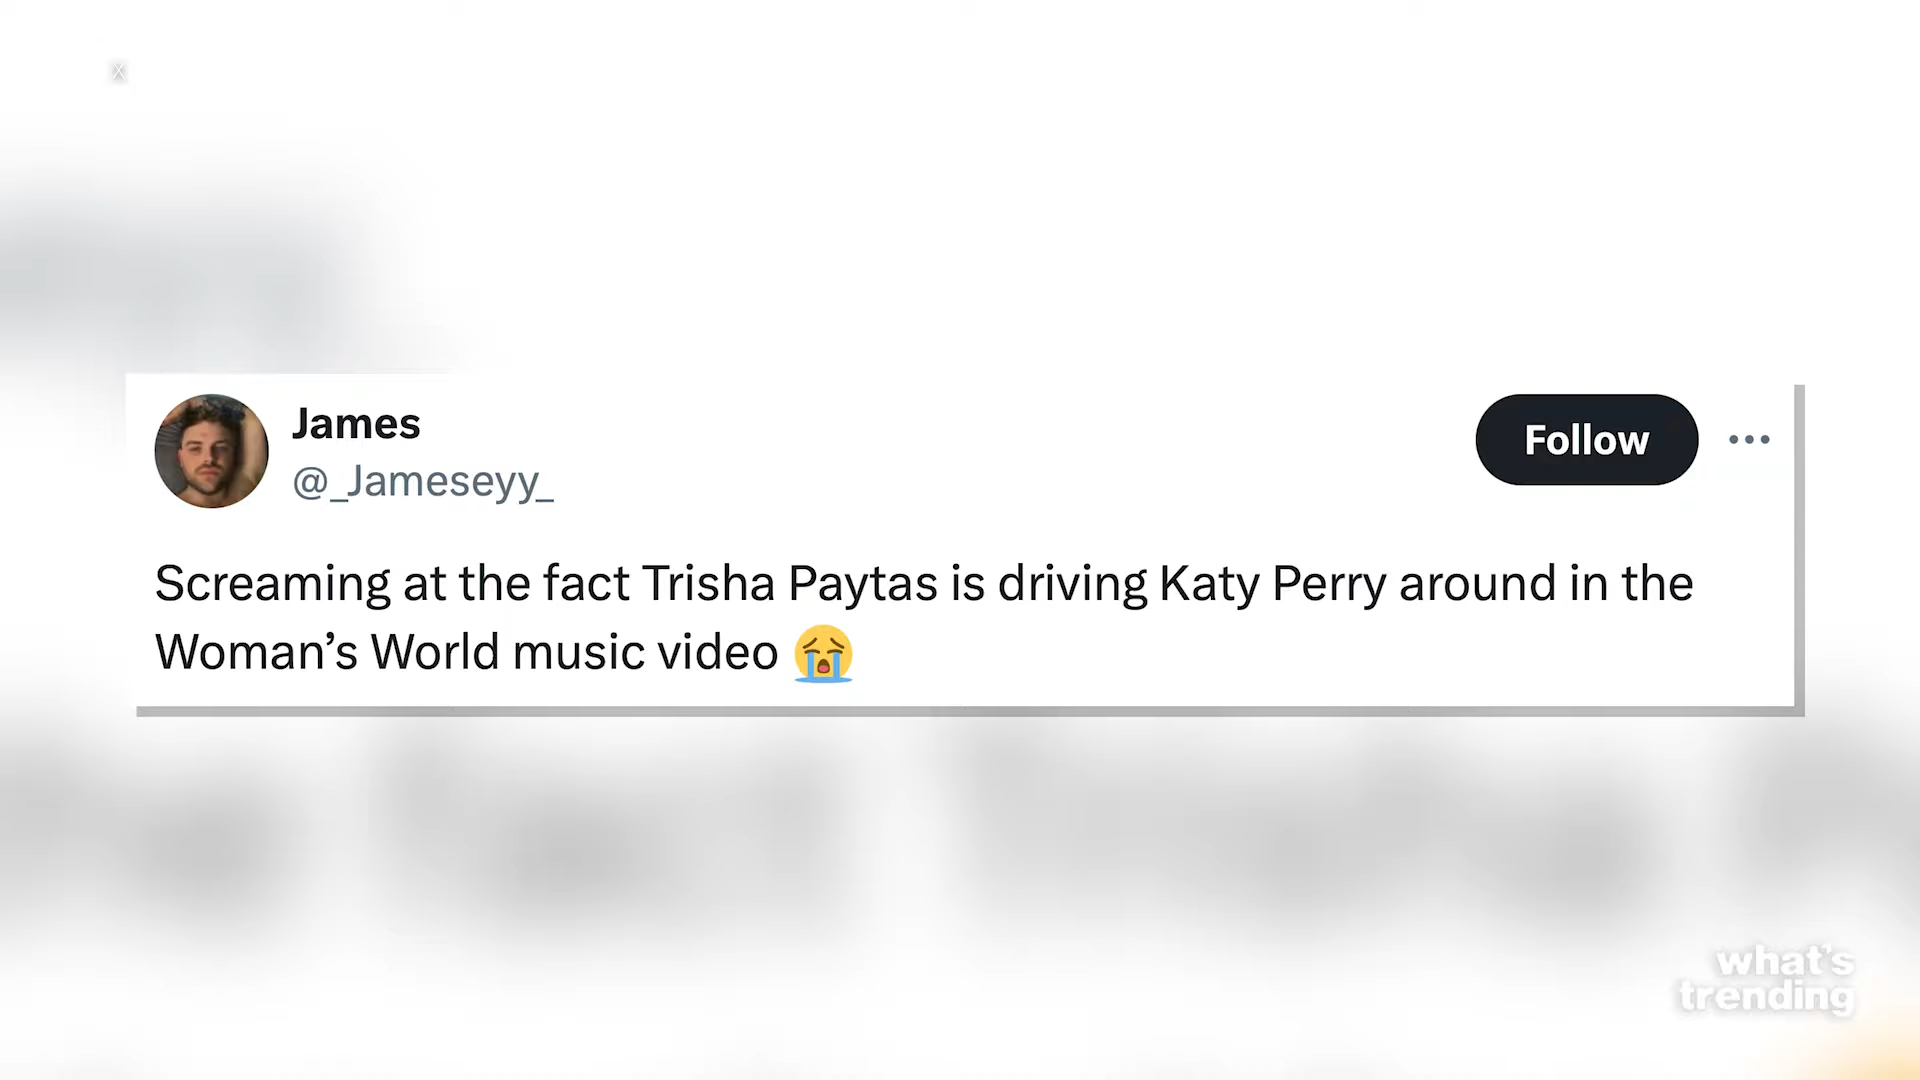 X
James
@_Jameseyy_
Follow
Screaming at the fact Trisha Paytas is driving Katy Perry around in the
Woman’s World music video 😭
what's
trending